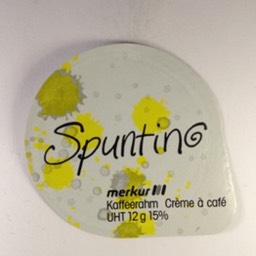 Spuntino
merkur
Kaffeerahm Crème à café
UHT 12 g 15%